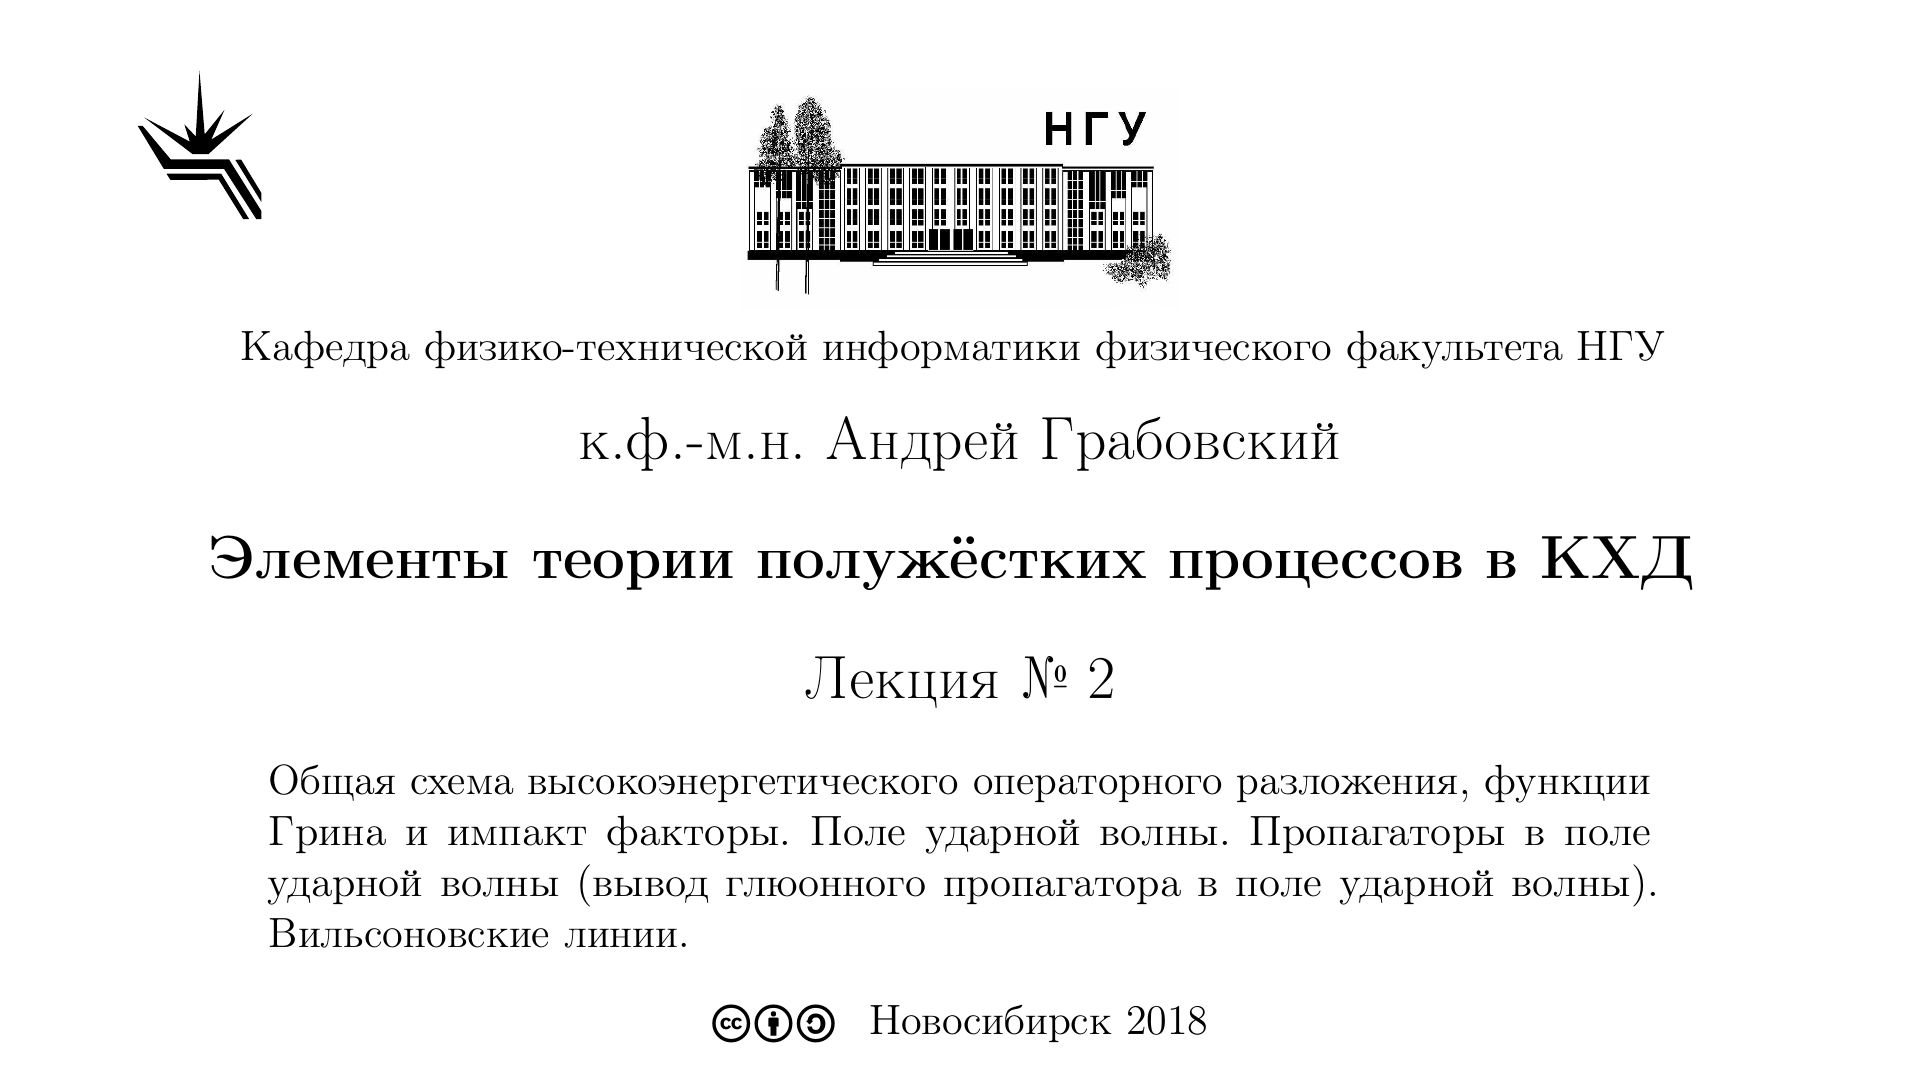 НГУ
Кафедра физико-технической информатики физического факультета НГУ
к.ф.-м.н. Андрей Грабовский
Элементы теории полужёстких процессов в КХД
Лекция № 2
Общая схема высокоэнергетического операторного разложения, функции
Грина и импакт факторы. Поле ударной волны. Пропагаторы в поле
ударной волны (вывод глюонного пропагатора в поле ударной волны).
Вильсоновские линии.
cc Новосибирск 2018